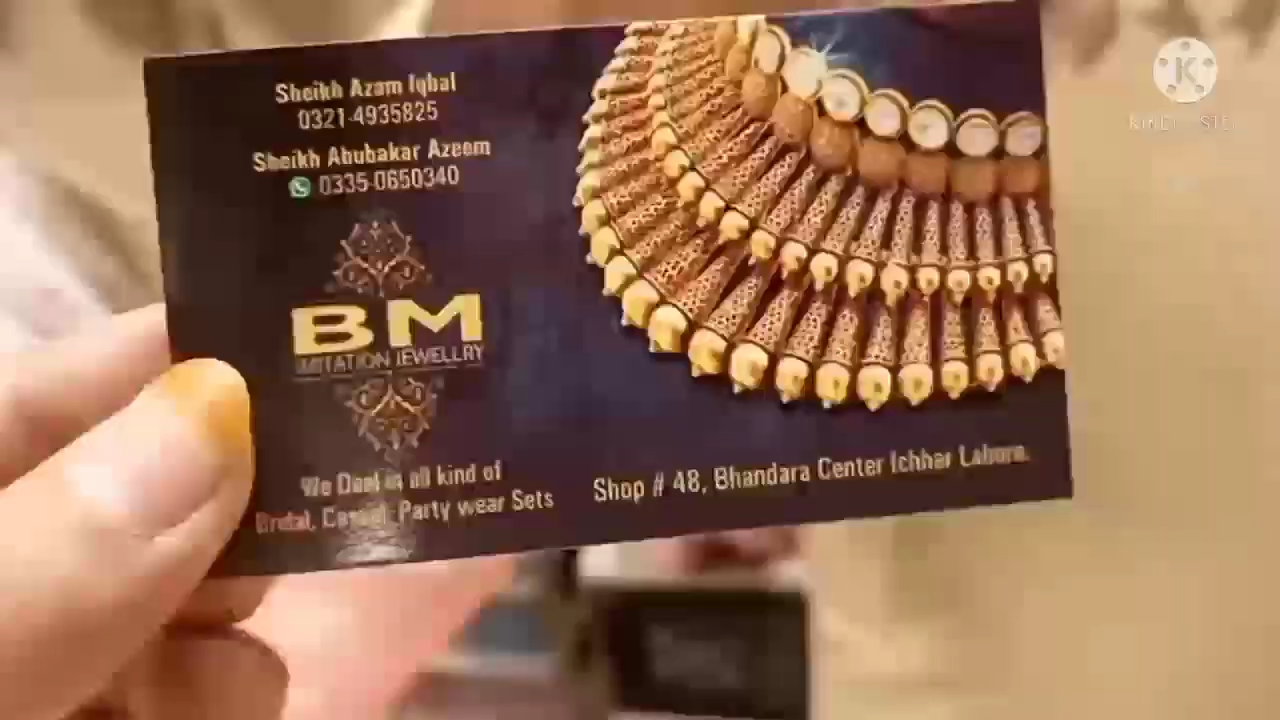 Sheikh Azam Iqbal
0321-4935825
Sheikh Abubakar Azeem
0335-0650340
BM
IMITATION JEWELLRY
We Deal in all kind of
Bridal, Casual, Party wear Sets
Shop # 48, Bhandara Center Ichhar Lahore.
K